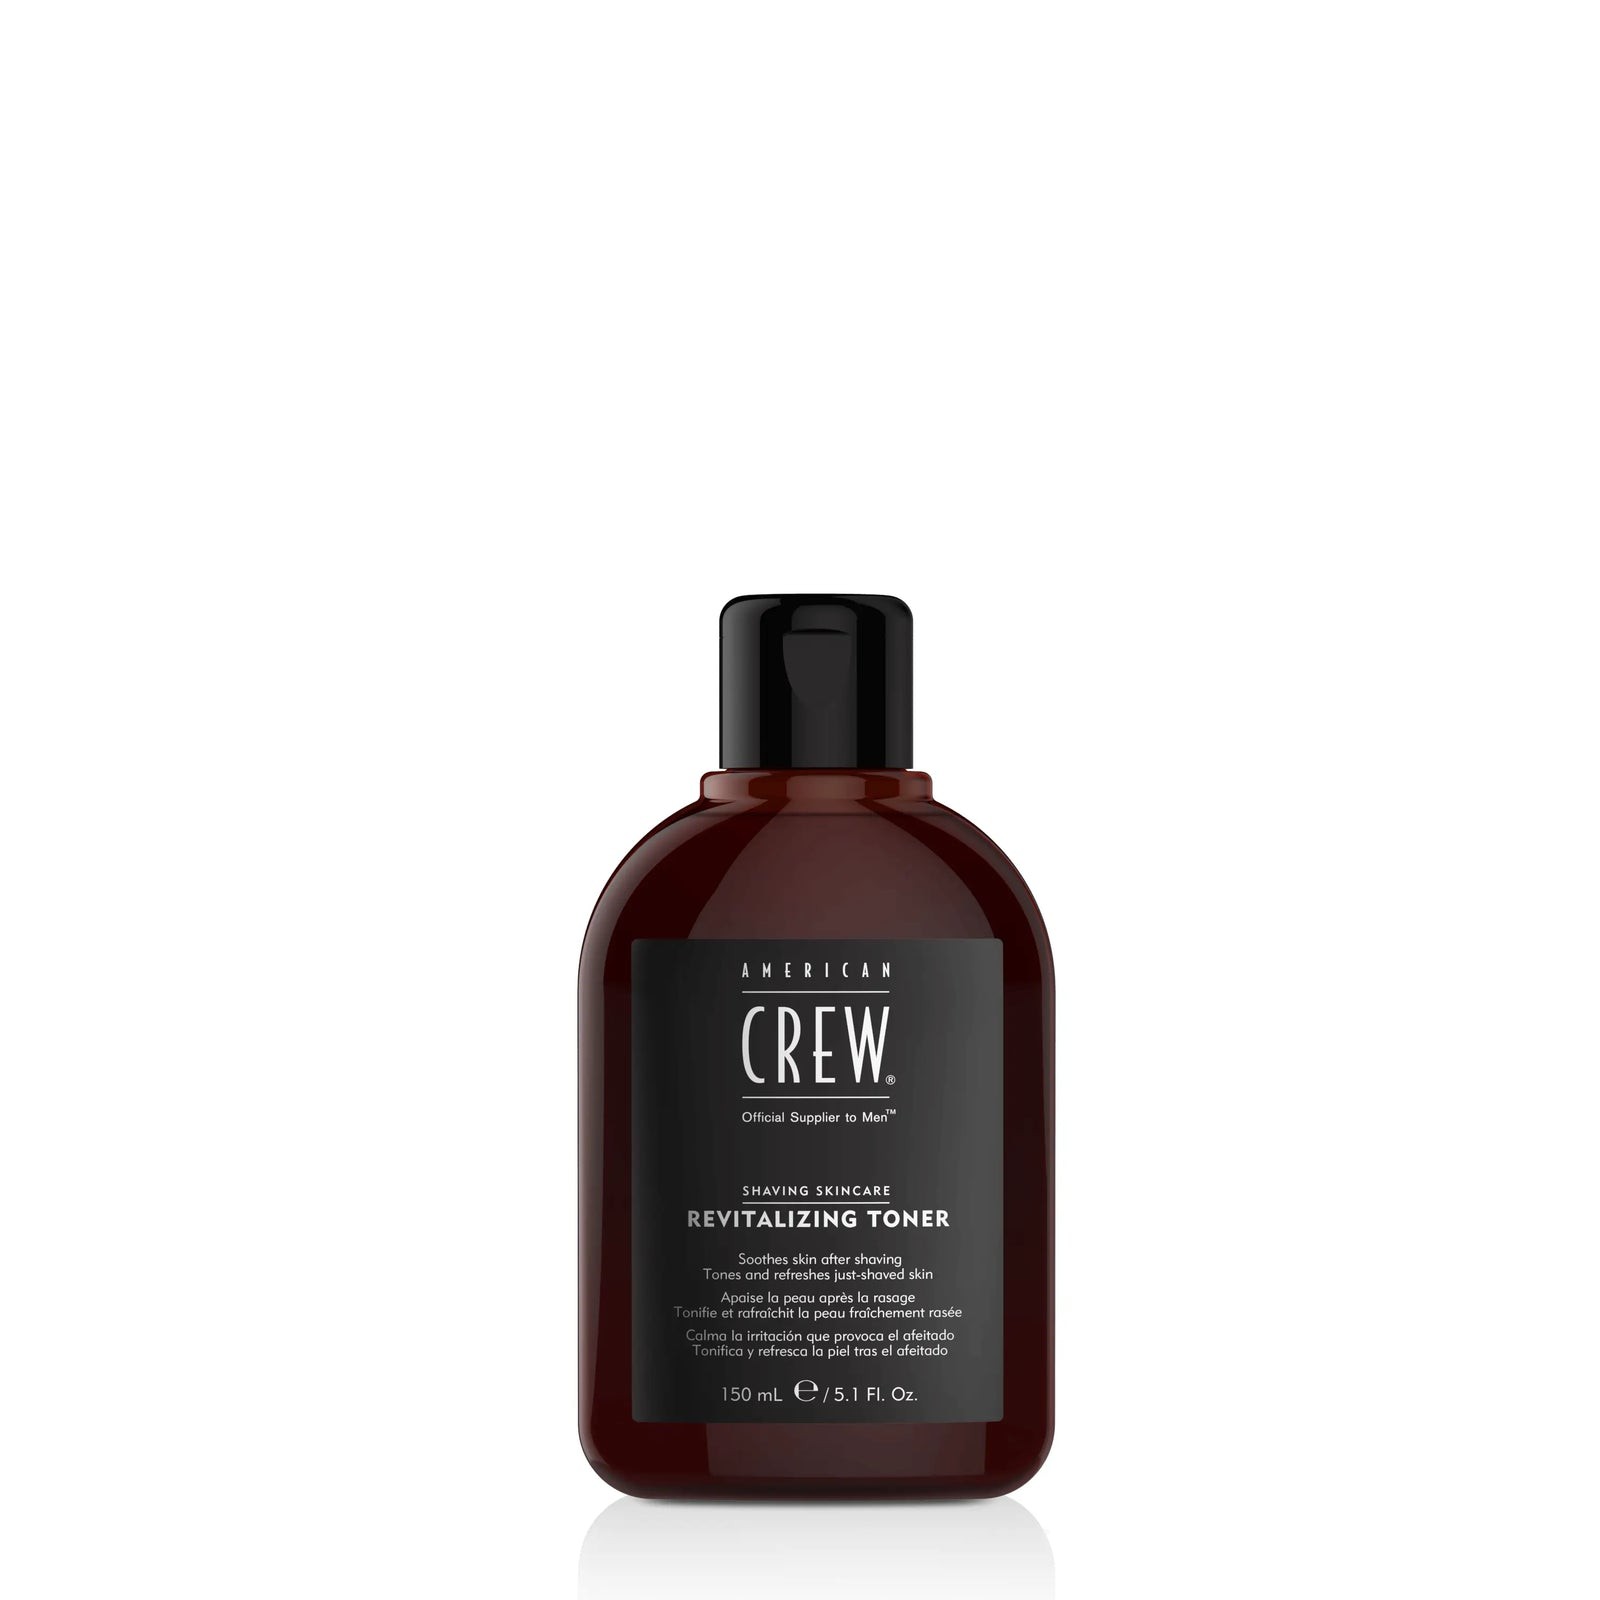 AMERICAN
CREW®
Official Supplier to Men™
SHAVING SKINCARE
REVITALIZING TONER
Soothes skin after shaving
Tones and refreshes just-shaved skin
Apaise la peau après la rasage
Tonifie et rafraîchit la peau fraîchement rasée
Calma la irritación que provoca el afeitado
Tonifica y refresca la piel tras el afeitado
150 mL ℮ / 5.1 Fl. Oz.